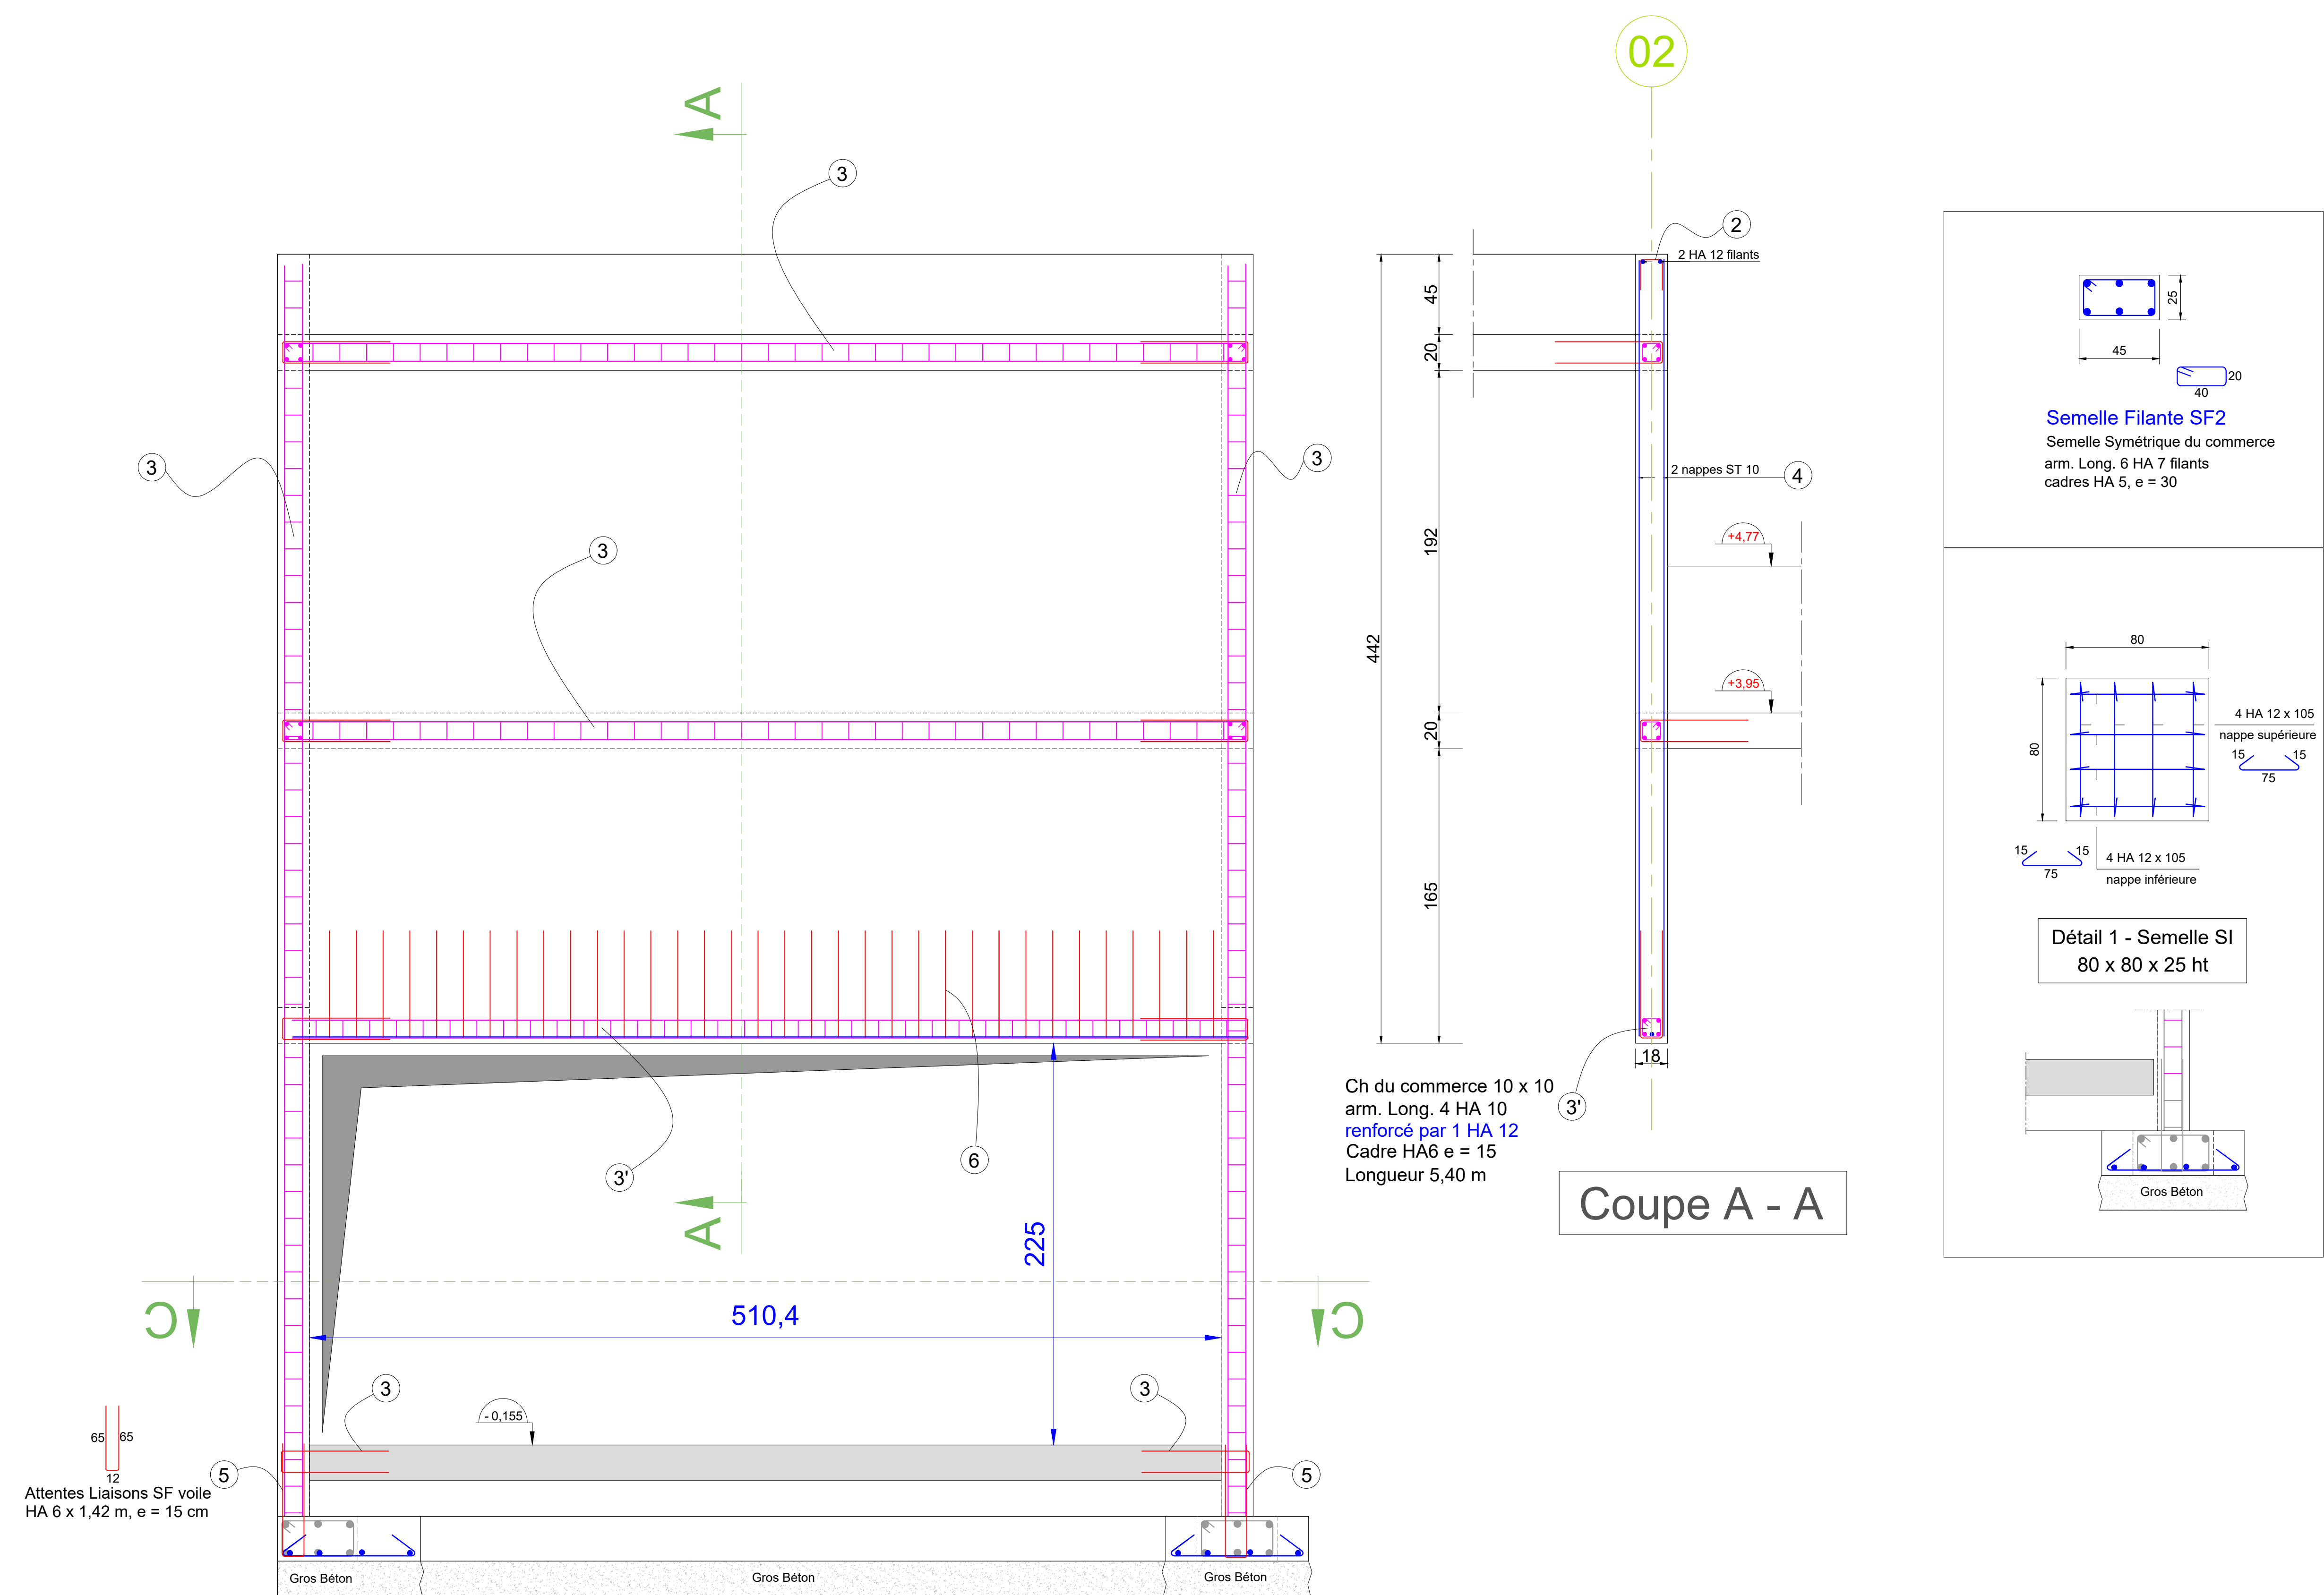 02
A
3
2
2 HA 12 filants
45
20
192
442
20
165
18
3
3
3
2 nappes ST 10
4
+4,77
+3,95
3
3'
6
A
225
510,4
C
C
3
3
- 0,155
5
5
65
65
12
Attentes Liaisons SF voile
HA 6 x 1,42 m, e = 15 cm
Gros Béton
Gros Béton
Gros Béton
Ch du commerce 10 x 10
arm. Long. 4 HA 10
renforcé par 1 HA 12
Cadre HA6 e = 15
Longueur 5,40 m
3'
Coupe A - A
25
45
20
40
Semelle Filante SF2
Semelle Symétrique du commerce
arm. Long. 6 HA 7 filants
cadres HA 5, e = 30
80
80
4 HA 12 x 105
nappe supérieure
15
15
75
15
15
75
4 HA 12 x 105
nappe inférieure
Détail 1 - Semelle SI
80 x 80 x 25 ht
Gros Béton